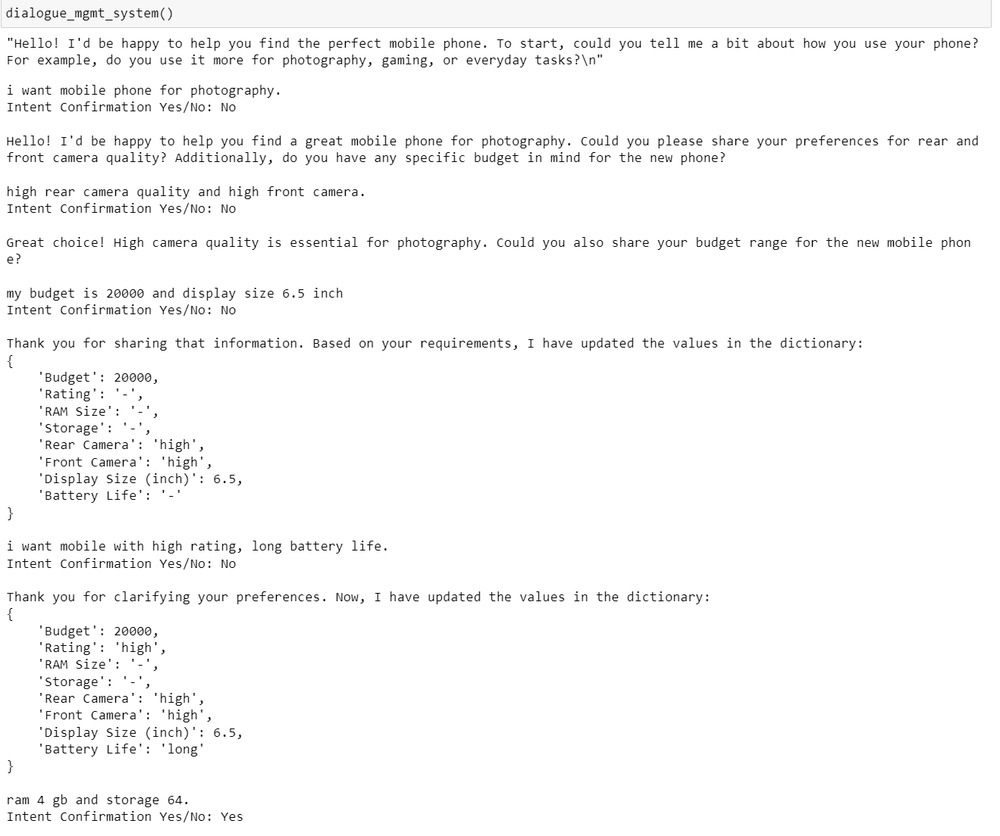 dialogue_mgmt_system()
"Hello! I'd be happy to help you find the perfect mobile phone. To start, could you tell me a bit about how you use your phone?
For example, do you use it more for photography, gaming, or everyday tasks?\n"
i want mobile phone for photography.
Intent Confirmation Yes/No: No
Hello! I'd be happy to help you find a great mobile phone for photography. Could you please share your preferences for rear and
front camera quality? Additionally, do you have any specific budget in mind for the new phone?
high rear camera quality and high front camera.
Intent Confirmation Yes/No: No
Great choice! High camera quality is essential for photography. Could you also share your budget range for the new mobile phon
e?
my budget is 20000 and display size 6.5 inch
Intent Confirmation Yes/No: No
Thank you for sharing that information. Based on your requirements, I have updated the values in the dictionary:
{
    'Budget': 20000,
    'Rating': '-',
    'RAM Size': '-',
    'Storage': '-',
    'Rear Camera': 'high',
    'Front Camera': 'high',
    'Display Size (inch)': 6.5,
    'Battery Life': '-'
}
i want mobile with high rating, long battery life.
Intent Confirmation Yes/No: No
Thank you for clarifying your preferences. Now, I have updated the values in the dictionary:
{
    'Budget': 20000,
    'Rating': 'high',
    'RAM Size': '-',
    'Storage': '-',
    'Rear Camera': 'high',
    'Front Camera': 'high',
    'Display Size (inch)': 6.5,
    'Battery Life': 'long'
}
ram 4 gb and storage 64.
Intent Confirmation Yes/No: Yes